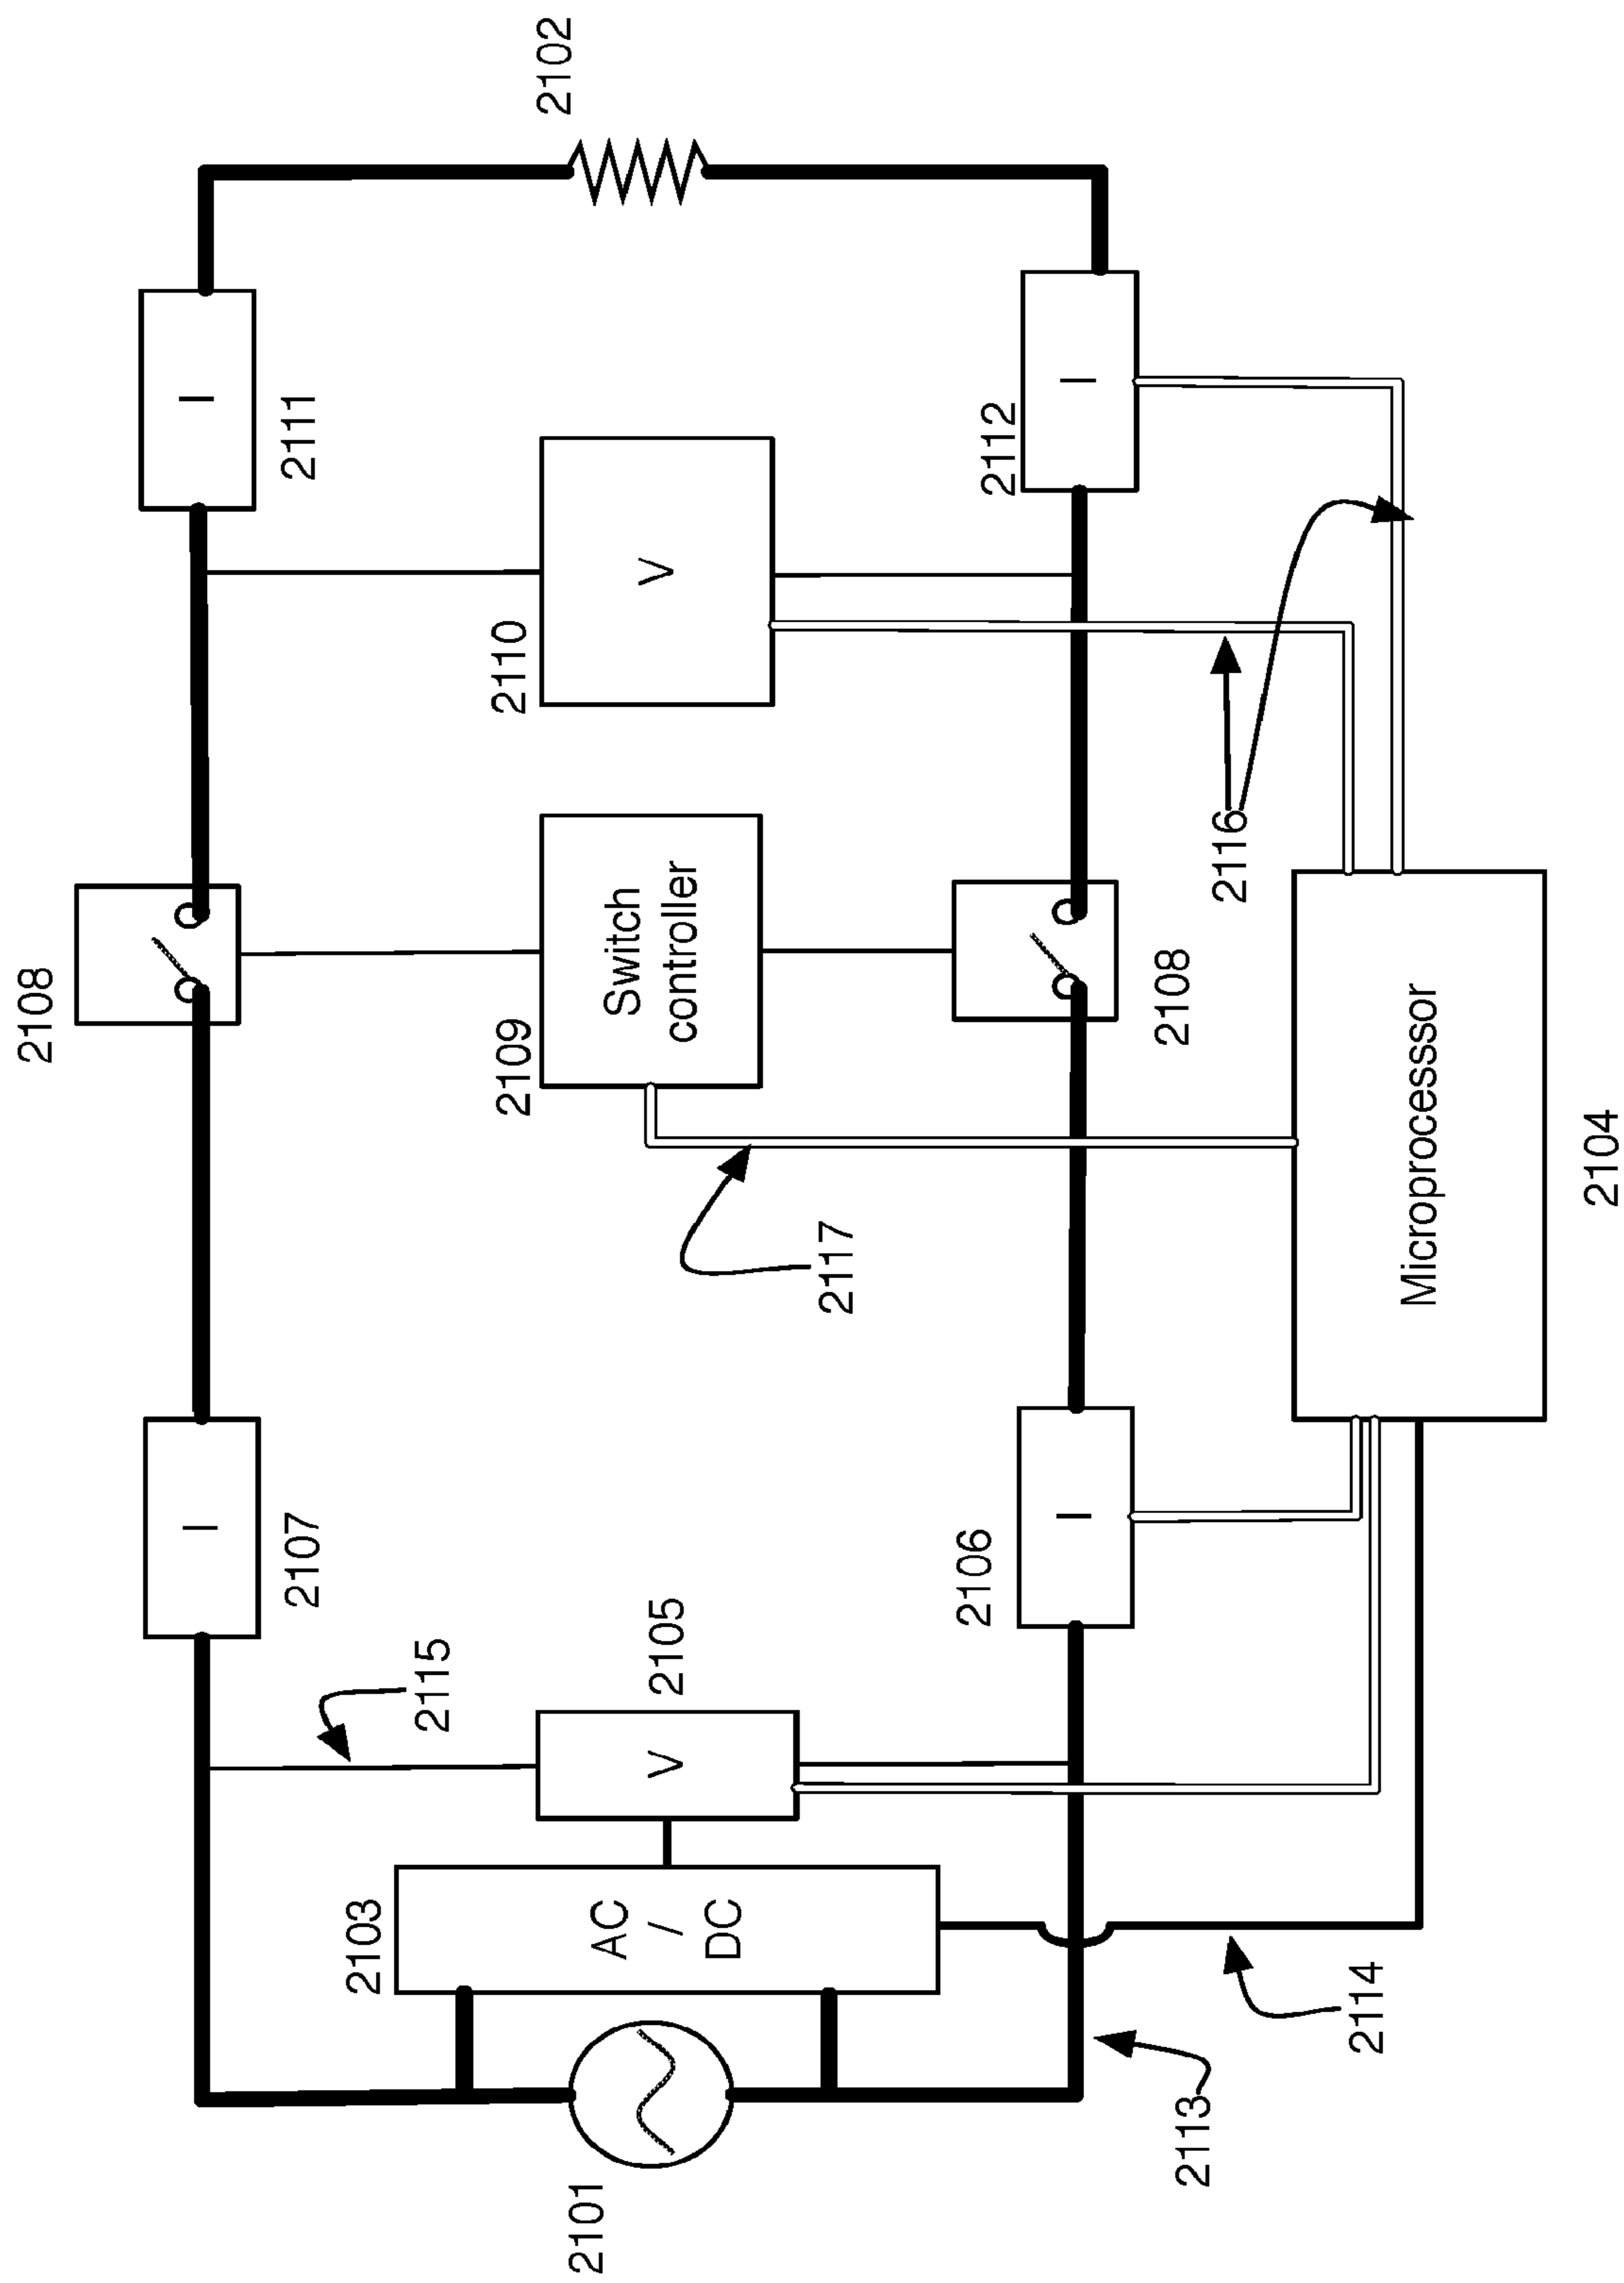 2108
2107
I
2111
I
2102
2115
2103
AC
/
DC
2105
V
2109
Switch
controller
2110
V
2101
2117
2106
I
2108
2112
I
2113
2114
2116
Microprocessor
2104